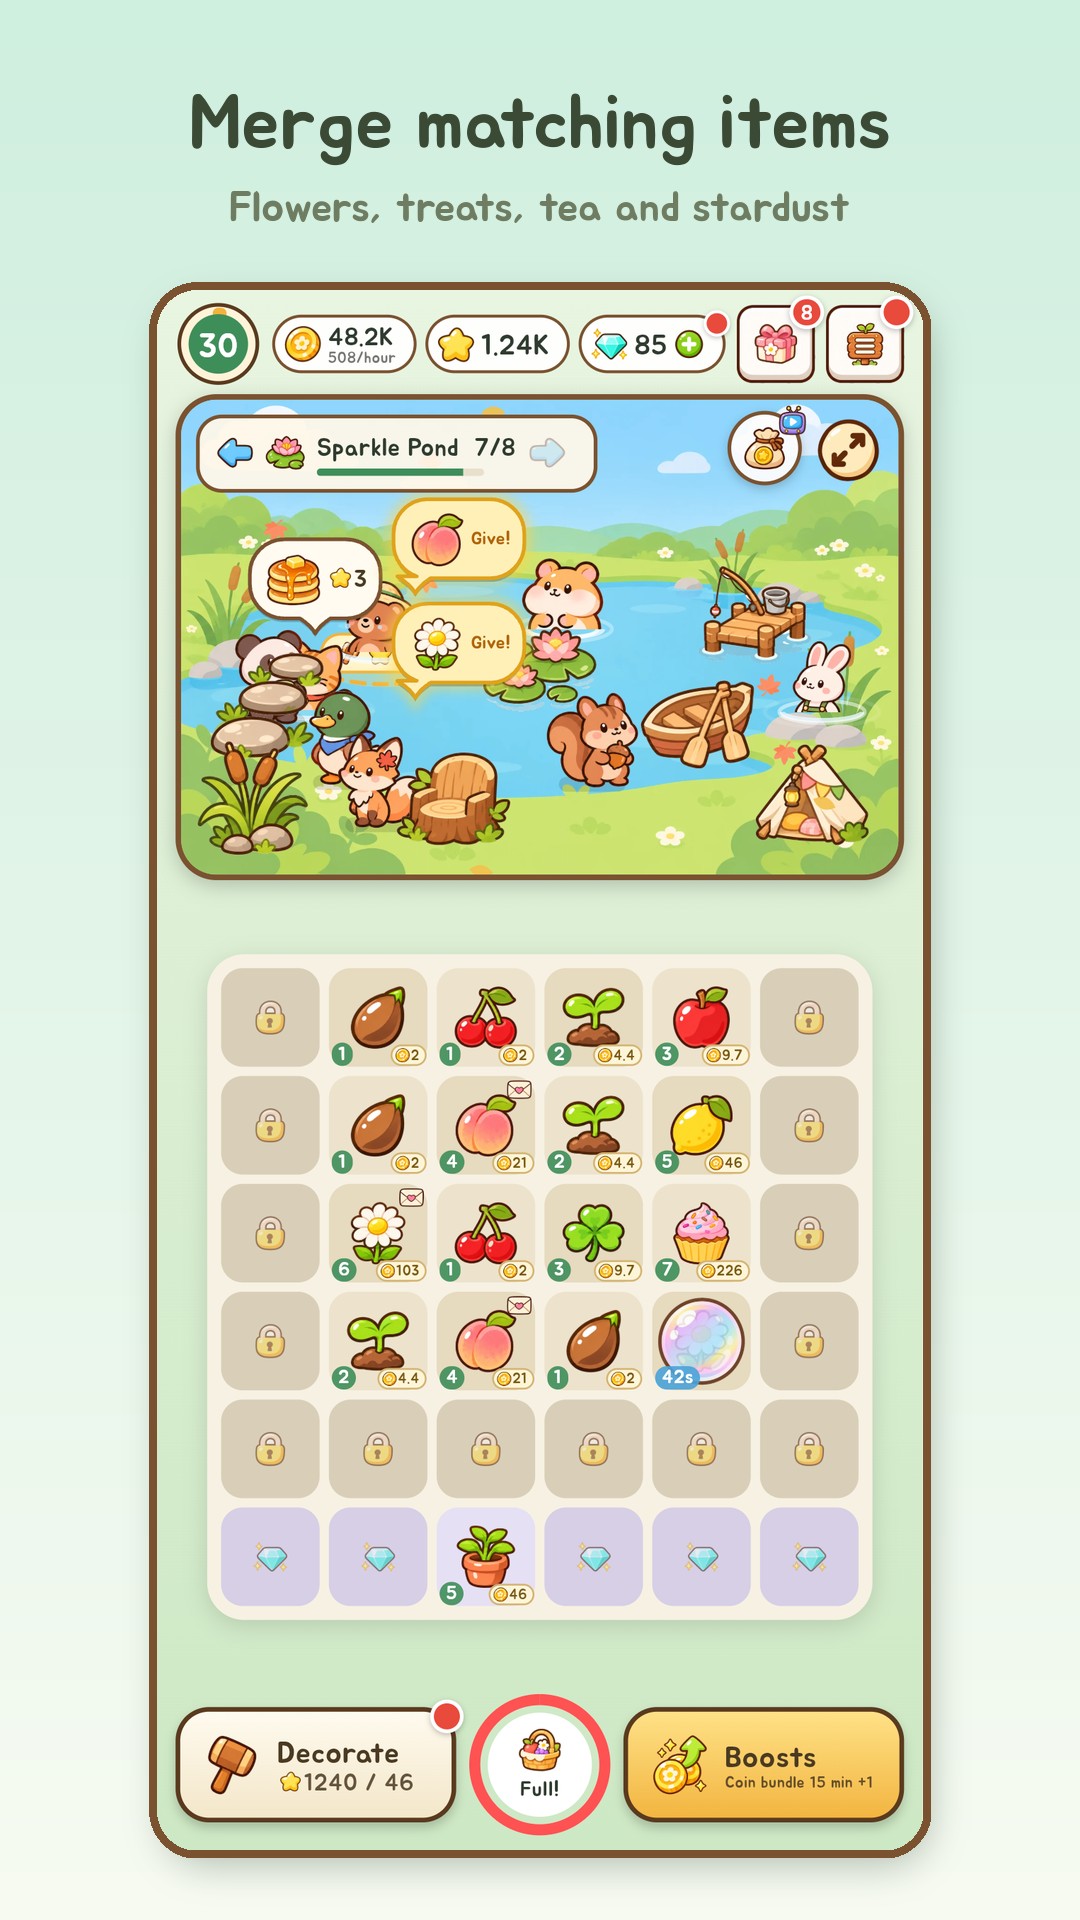 Merge matching items
Flowers, treats, tea and stardust
30
48.2K
508/hour
1.24K
85
8
Sparkle Pond 7/8
Give!
3
Give!
1 2
1 2
2 4.4
3 9.7
1 2
4 21
2 4.4
5 46
6 103
1 2
3 9.7
7 226
2 4.4
4 21
1 2
42s
5 46
Decorate
1240 / 46
Full!
Boosts
Coin bundle 15 min +1